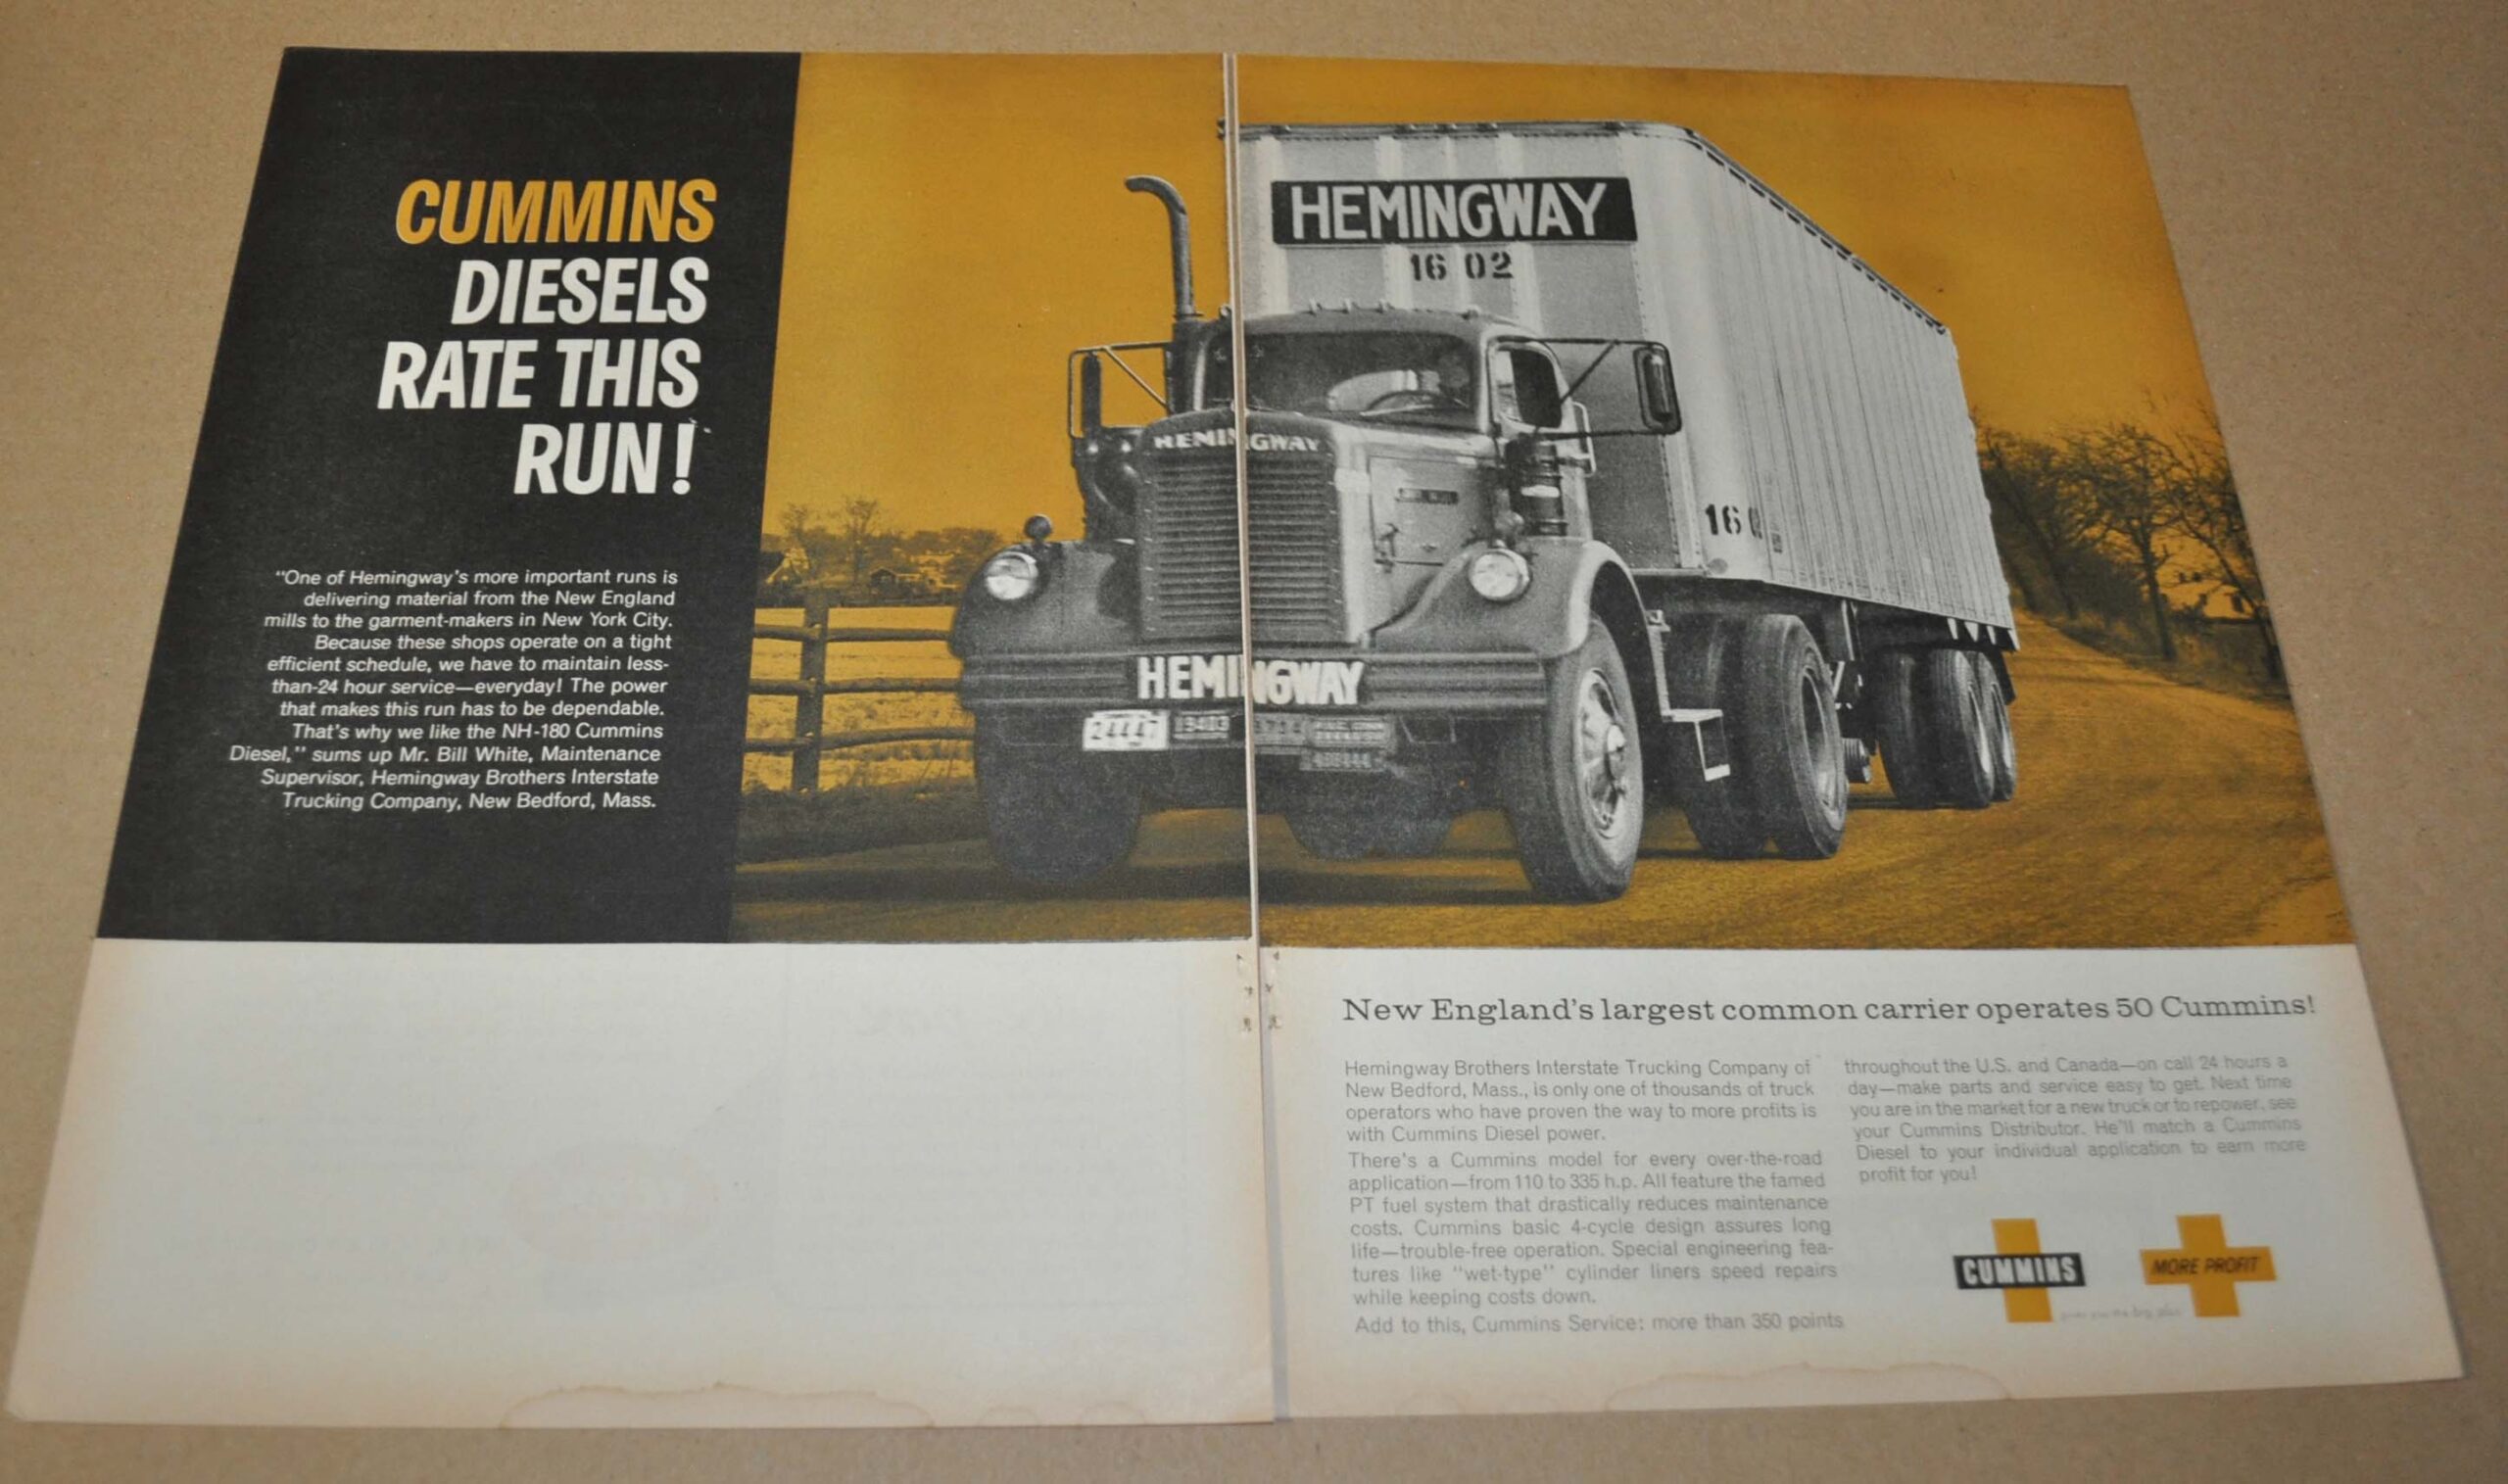 CUMMINS
DIESELS
RATE THIS
RUN!
"One of Hemingway's more important runs is
delivering material from the New England
mills to the garment-makers in New York City.
Because these shops operate on a tight
efficient schedule, we have to maintain less-
than-24 hour service—everyday! The power
that makes this run has to be dependable.
That's why we like the NH-180 Cummins
Diesel," sums up Mr. Bill White, Maintenance
Supervisor, Hemingway Brothers Interstate
Trucking Company, New Bedford, Mass.
HEMINGWAY
16 02
HEMINGWAY
16
HEMINGWAY
24447
New England's largest common carrier operates 50 Cummins!
Hemingway Brothers Interstate Trucking Company of
New Bedford, Mass., is only one of thousands of truck
operators who have proven the way to more profits is
with Cummins Diesel power.
There's a Cummins model for every over-the-road
application—from 110 to 335 h.p. All feature the famed
PT fuel system that drastically reduces maintenance
costs. Cummins basic 4-cycle design assures long
life—trouble-free operation. Special engineering fea-
tures like "wet-type" cylinder liners speed repairs
while keeping costs down.
Add to this, Cummins Service: more than 350 points
throughout the U.S. and Canada—on call 24 hours a
day—make parts and service easy to get. Next time
you are in the market for a new truck or to repower, see
your Cummins Distributor. He'll match a Cummins
Diesel to your individual application to earn more
profit for you!
CUMMINS
MORE PROFIT